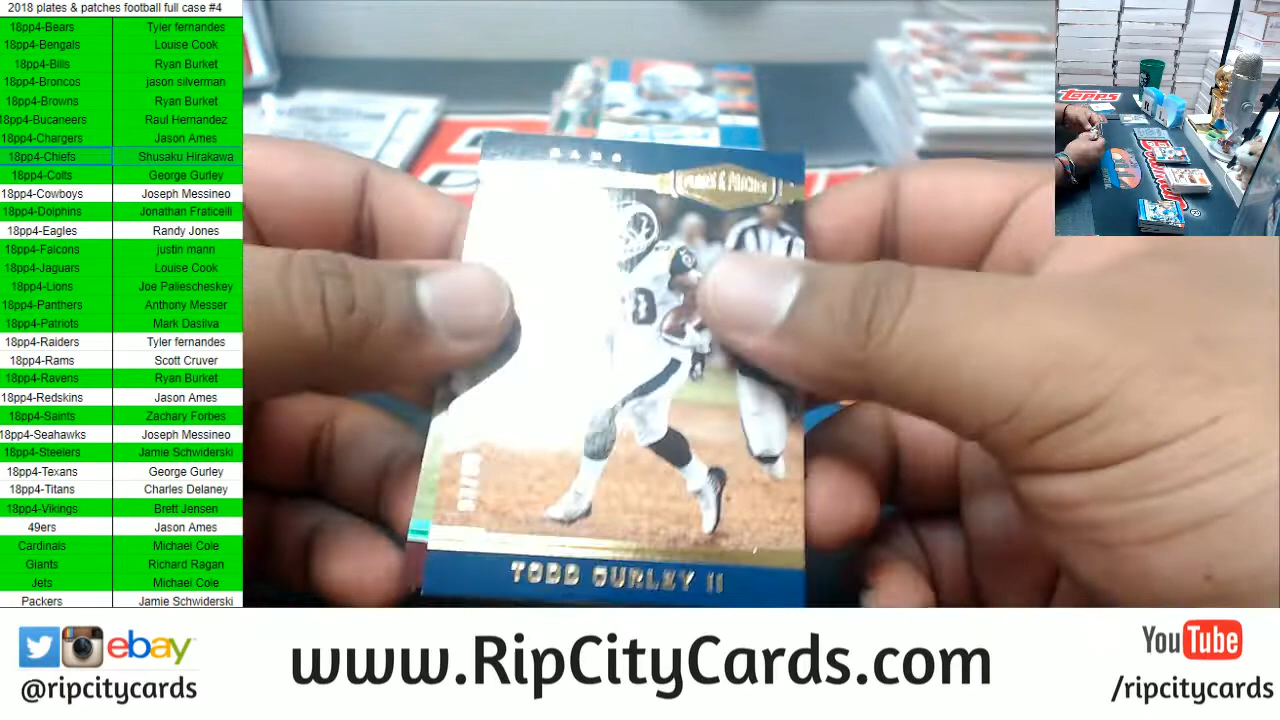 2018 plates & patches football full case #4
18pp4-Bears Tyler fernandes
18pp4-Bengals Louise Cook
18pp4-Bills Ryan Burket
18pp4-Broncos jason silverman
18pp4-Browns Ryan Burket
18pp4-Bucaneers Raul Hernandez
18pp4-Chargers Jason Ames
18pp4-Chiefs Shusaku Hirakawa
18pp4-Colts George Gurley
18pp4-Cowboys Joseph Messineo
18pp4-Dolphins Jonathan Fraticelli
18pp4-Eagles Randy Jones
18pp4-Falcons justin mann
18pp4-Jaguars Louise Cook
18pp4-Lions Joe Paliescheskey
18pp4-Panthers Anthony Messer
18pp4-Patriots Mark Dasilva
18pp4-Raiders Tyler fernandes
18pp4-Rams Scott Cruver
18pp4-Ravens Ryan Burket
18pp4-Redskins Jason Ames
18pp4-Saints Zachary Forbes
18pp4-Seahawks Joseph Messineo
18pp4-Steelers Jamie Schwiderski
18pp4-Texans George Gurley
18pp4-Titans Charles Delaney
18pp4-Vikings Brett Jensen
49ers Jason Ames
Cardinals Michael Cole
Giants Richard Ragan
Jets Michael Cole
Packers Jamie Schwiderski
RAMS
PLATES & PATCHES
TODD GURLEY II
Topps
ebay
@ripcitycards
www.RipCityCards.com
YouTube
/ripcitycards